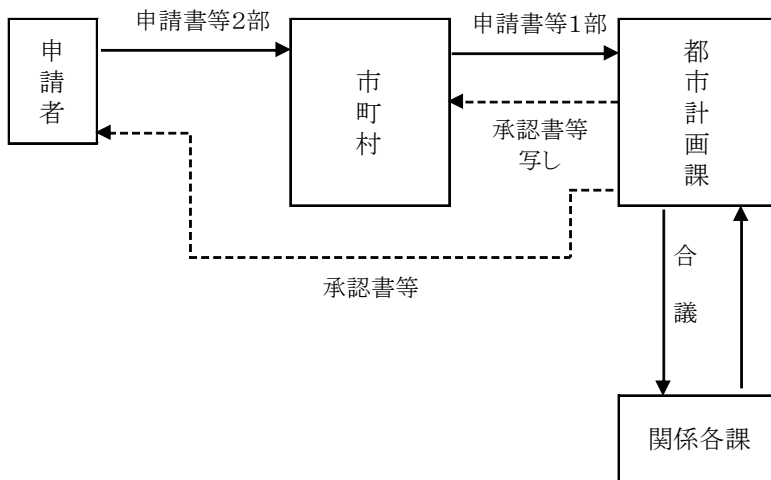 申請書等2部
申請書等1部
申請者
市町村
都市計画課
承認書等
写し
承認書等
合議
関係各課